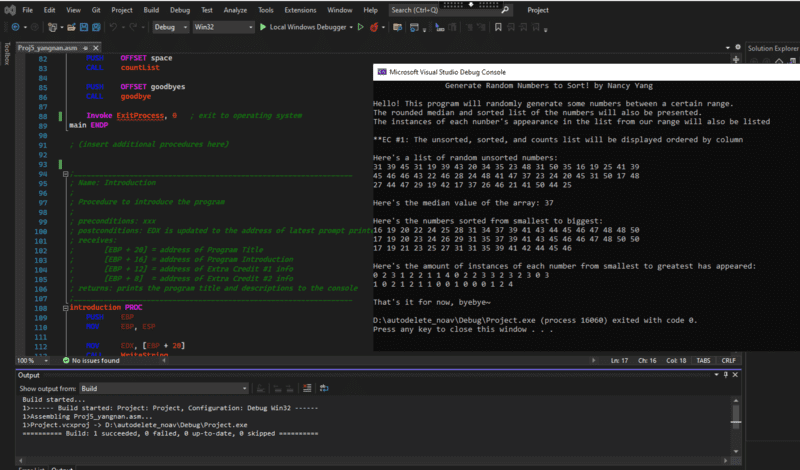 File Edit View Git Project Build Debug Test Analyze Tools Extensions Window Help Search (Ctrl+Q) Project
Debug Win32 Local Windows Debugger
Toolbox
Proj5_yangnan.asm
Solution Explorer
82 PUSH OFFSET space
83 CALL countList
84
85 PUSH OFFSET goodbyes
86 CALL goodbye
87
88 Invoke ExitProcess, 0 ; exit to operating system
89 main ENDP
90
91 ; (insert additional procedures here)
92
93
94 ;
95 ; Name: Introduction
96 ;
97 ; Procedure to introduce the program
98 ;
99 ; preconditions: xxx
100 ; postconditions: EDX is updated to the address of latest prompt print
101 ; receives:
102 ; [EBP + 20] = address of Program Title
103 ; [EBP + 16] = address of Program Introduction
104 ; [EBP + 12] = address of Extra Credit #1 info
105 ; [EBP + 8] = address of Extra Credit #2 info
106 ; returns: prints the program title and descriptions to the console
107 ;
108 introduction PROC
109 PUSH EBP
110 MOV EBP, ESP
111
112 MOV EDX, [EBP + 20]
113 CALL WriteString
100 % No issues found Ln: 17 Ch: 16 Col: 18 TABS CRLF
Microsoft Visual Studio Debug Console
Generate Random Numbers to Sort! by Nancy Yang
Hello! This program will randomly generate some numbers between a certain range.
The rounded median and sorted list of the numbers will also be presented.
The instances of each nunber's appearance in the list from our range will also be listed
**EC #1: The unsorted, sorted, and counts list will be displayed ordered by column
Here's a list of random unsorted numbers:
31 39 45 31 19 39 43 20 34 35 23 48 31 50 35 16 19 25 41 39
45 46 46 43 22 46 28 24 48 41 47 37 23 24 20 45 31 50 17 48
27 44 47 29 19 42 17 37 26 46 21 41 50 44 25
Here's the median value of the array: 37
Here's the numbers sorted from smallest to biggest:
16 19 20 22 24 25 28 31 34 37 39 41 43 44 45 46 47 48 48 50
17 19 20 23 24 26 29 31 35 37 39 41 43 45 46 46 47 48 50 50
17 19 21 23 25 27 31 31 35 39 41 42 44 45 46
Here's the amount of instances of each number from smallest to greatest has appeared:
0 2 3 1 2 2 1 1 4 0 2 2 3 3 2 3 2 3 0 3
1 0 2 1 2 1 1 0 0 1 0 0 0 1 2 4
That's it for now, byebye~
D:\autodelete_noav\Debug\Project.exe (process 16060) exited with code 0.
Press any key to close this window . . .
Output
Show output from: Build
Build started...
1>------ Build started: Project: Project, Configuration: Debug Win32 ------
1>Assembling Proj5_yangnan.asm...
1>Project.vcxproj -> D:\autodelete_noav\Debug\Project.exe
========== Build: 1 succeeded, 0 failed, 0 up-to-date, 0 skipped ==========
Error List Output